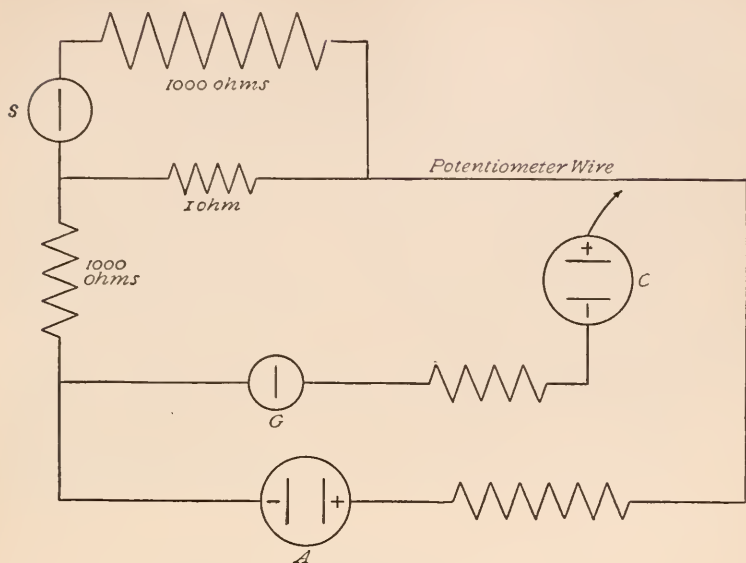 1000 ohms
S
Potentiometer Wire
1 ohm
1000
ohms
+
C
-
G
- +
A